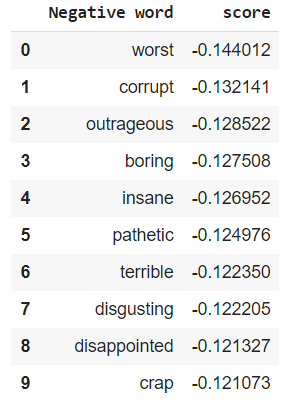 Negative word score
0 worst -0.144012
1 corrupt -0.132141
2 outrageous -0.128522
3 boring -0.127508
4 insane -0.126952
5 pathetic -0.124976
6 terrible -0.122350
7 disgusting -0.122205
8 disappointed -0.121327
9 crap -0.121073